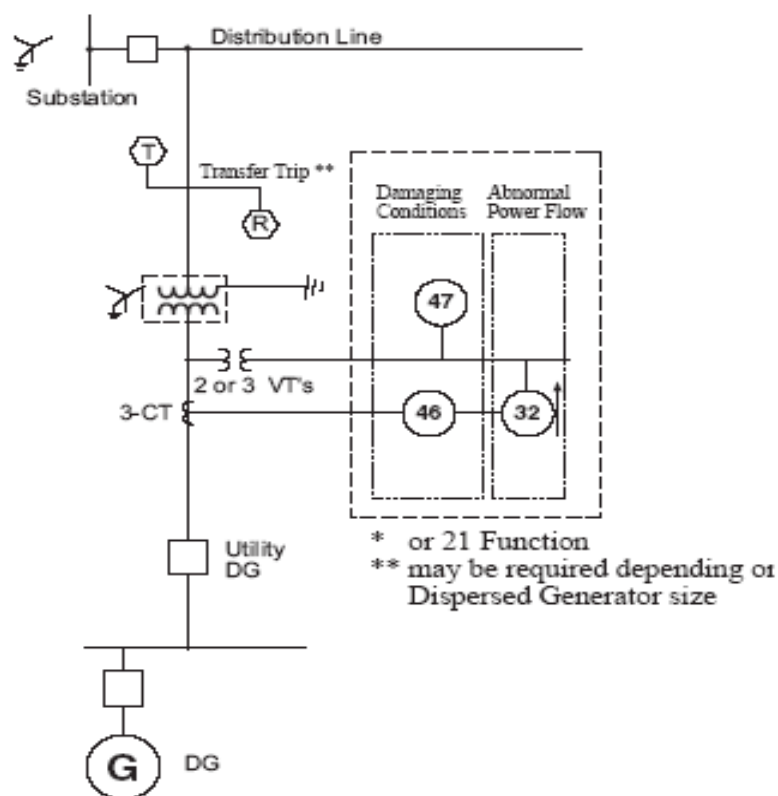 Distribution Line
Substation
T
Transfer Trip **
R
Damaging
Conditions
Abnormal
Power Flow
47
2 or 3 VT's
3-CT
46
32
Utility
DG
* or 21 Function
** may be required depending or
Dispersed Generator size
G
DG